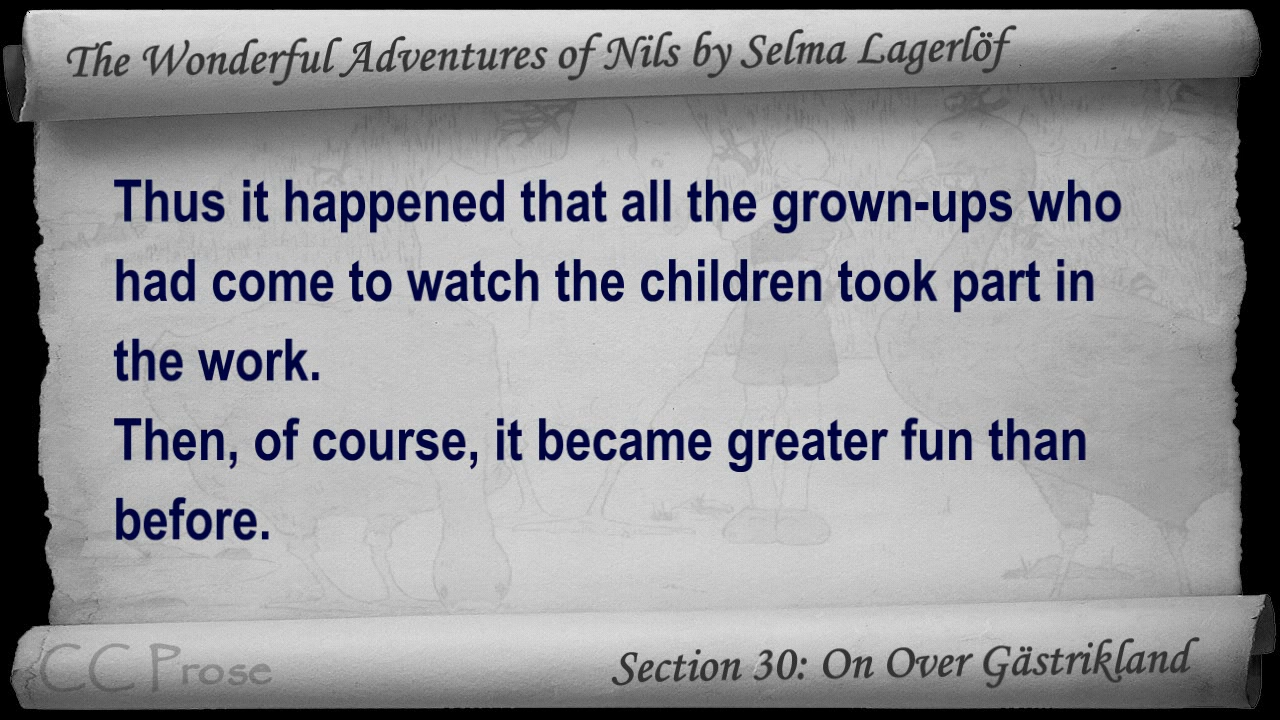 The Wonderful Adventures of Nils by Selma Lagerlöf
Thus it happened that all the grown-ups who
had come to watch the children took part in
the work.
Then, of course, it became greater fun than
before.
CC Prose
Section 30: On Over Gästrikland